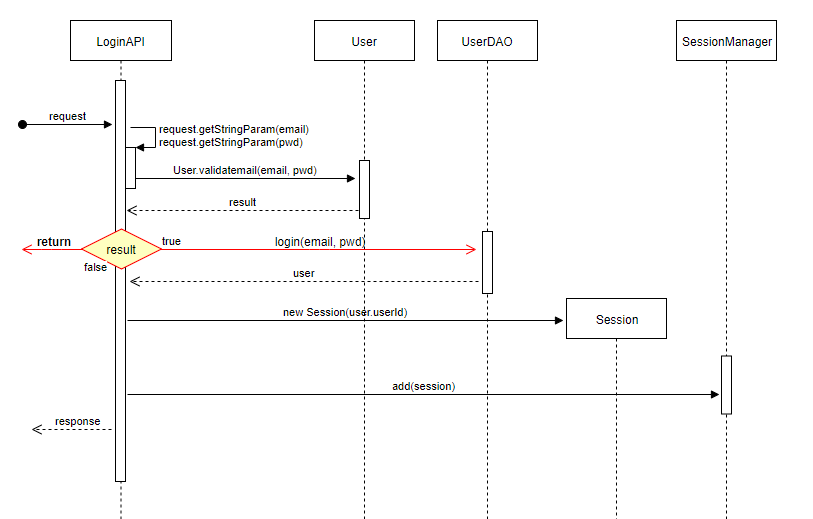 LoginAPI
User
UserDAO
SessionManager
request
request.getStringParam(email)
request.getStringParam(pwd)
User.validatemail(email, pwd)
result
return
result
true
login(email, pwd)
false
user
new Session(user.userId)
Session
add(session)
response